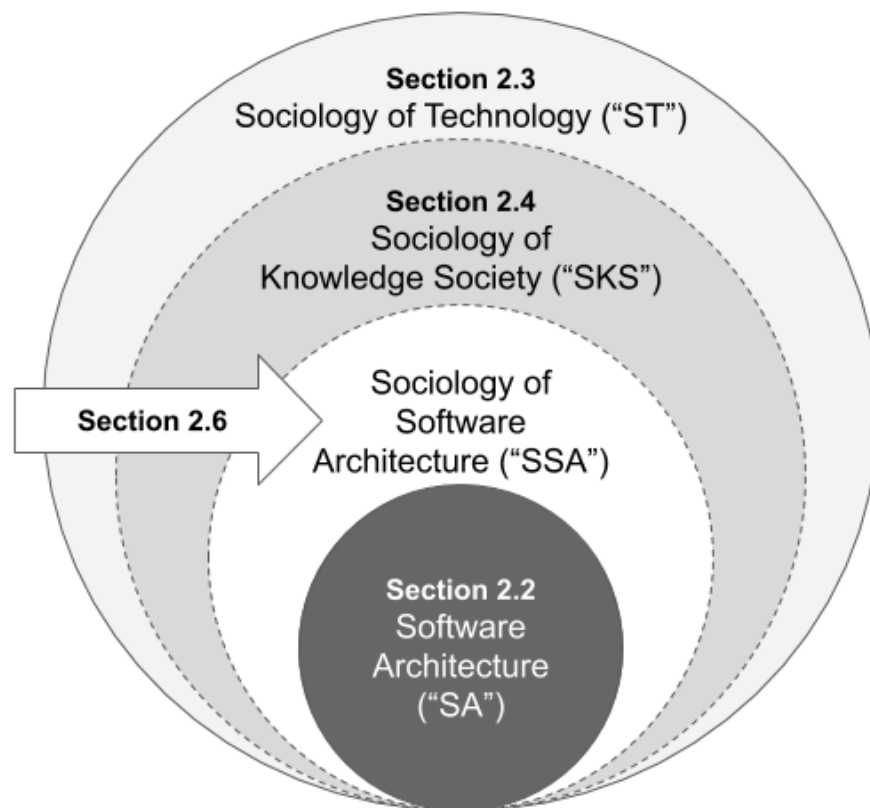 Section 2.3
Sociology of Technology (“ST”)
Section 2.4
Sociology of
Knowledge Society (“SKS”)
Sociology of
Software
Architecture (“SSA”)
Section 2.6
Section 2.2
Software
Architecture
(“SA”)